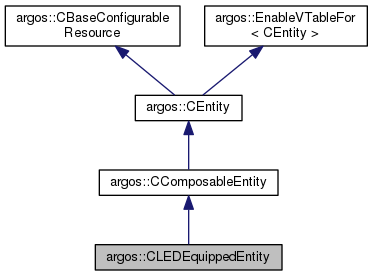 argos::CBaseConfigurable
Resource
argos::EnableVTableFor
< CEntity >
argos::CEntity
argos::CComposableEntity
argos::CLEDEquippedEntity